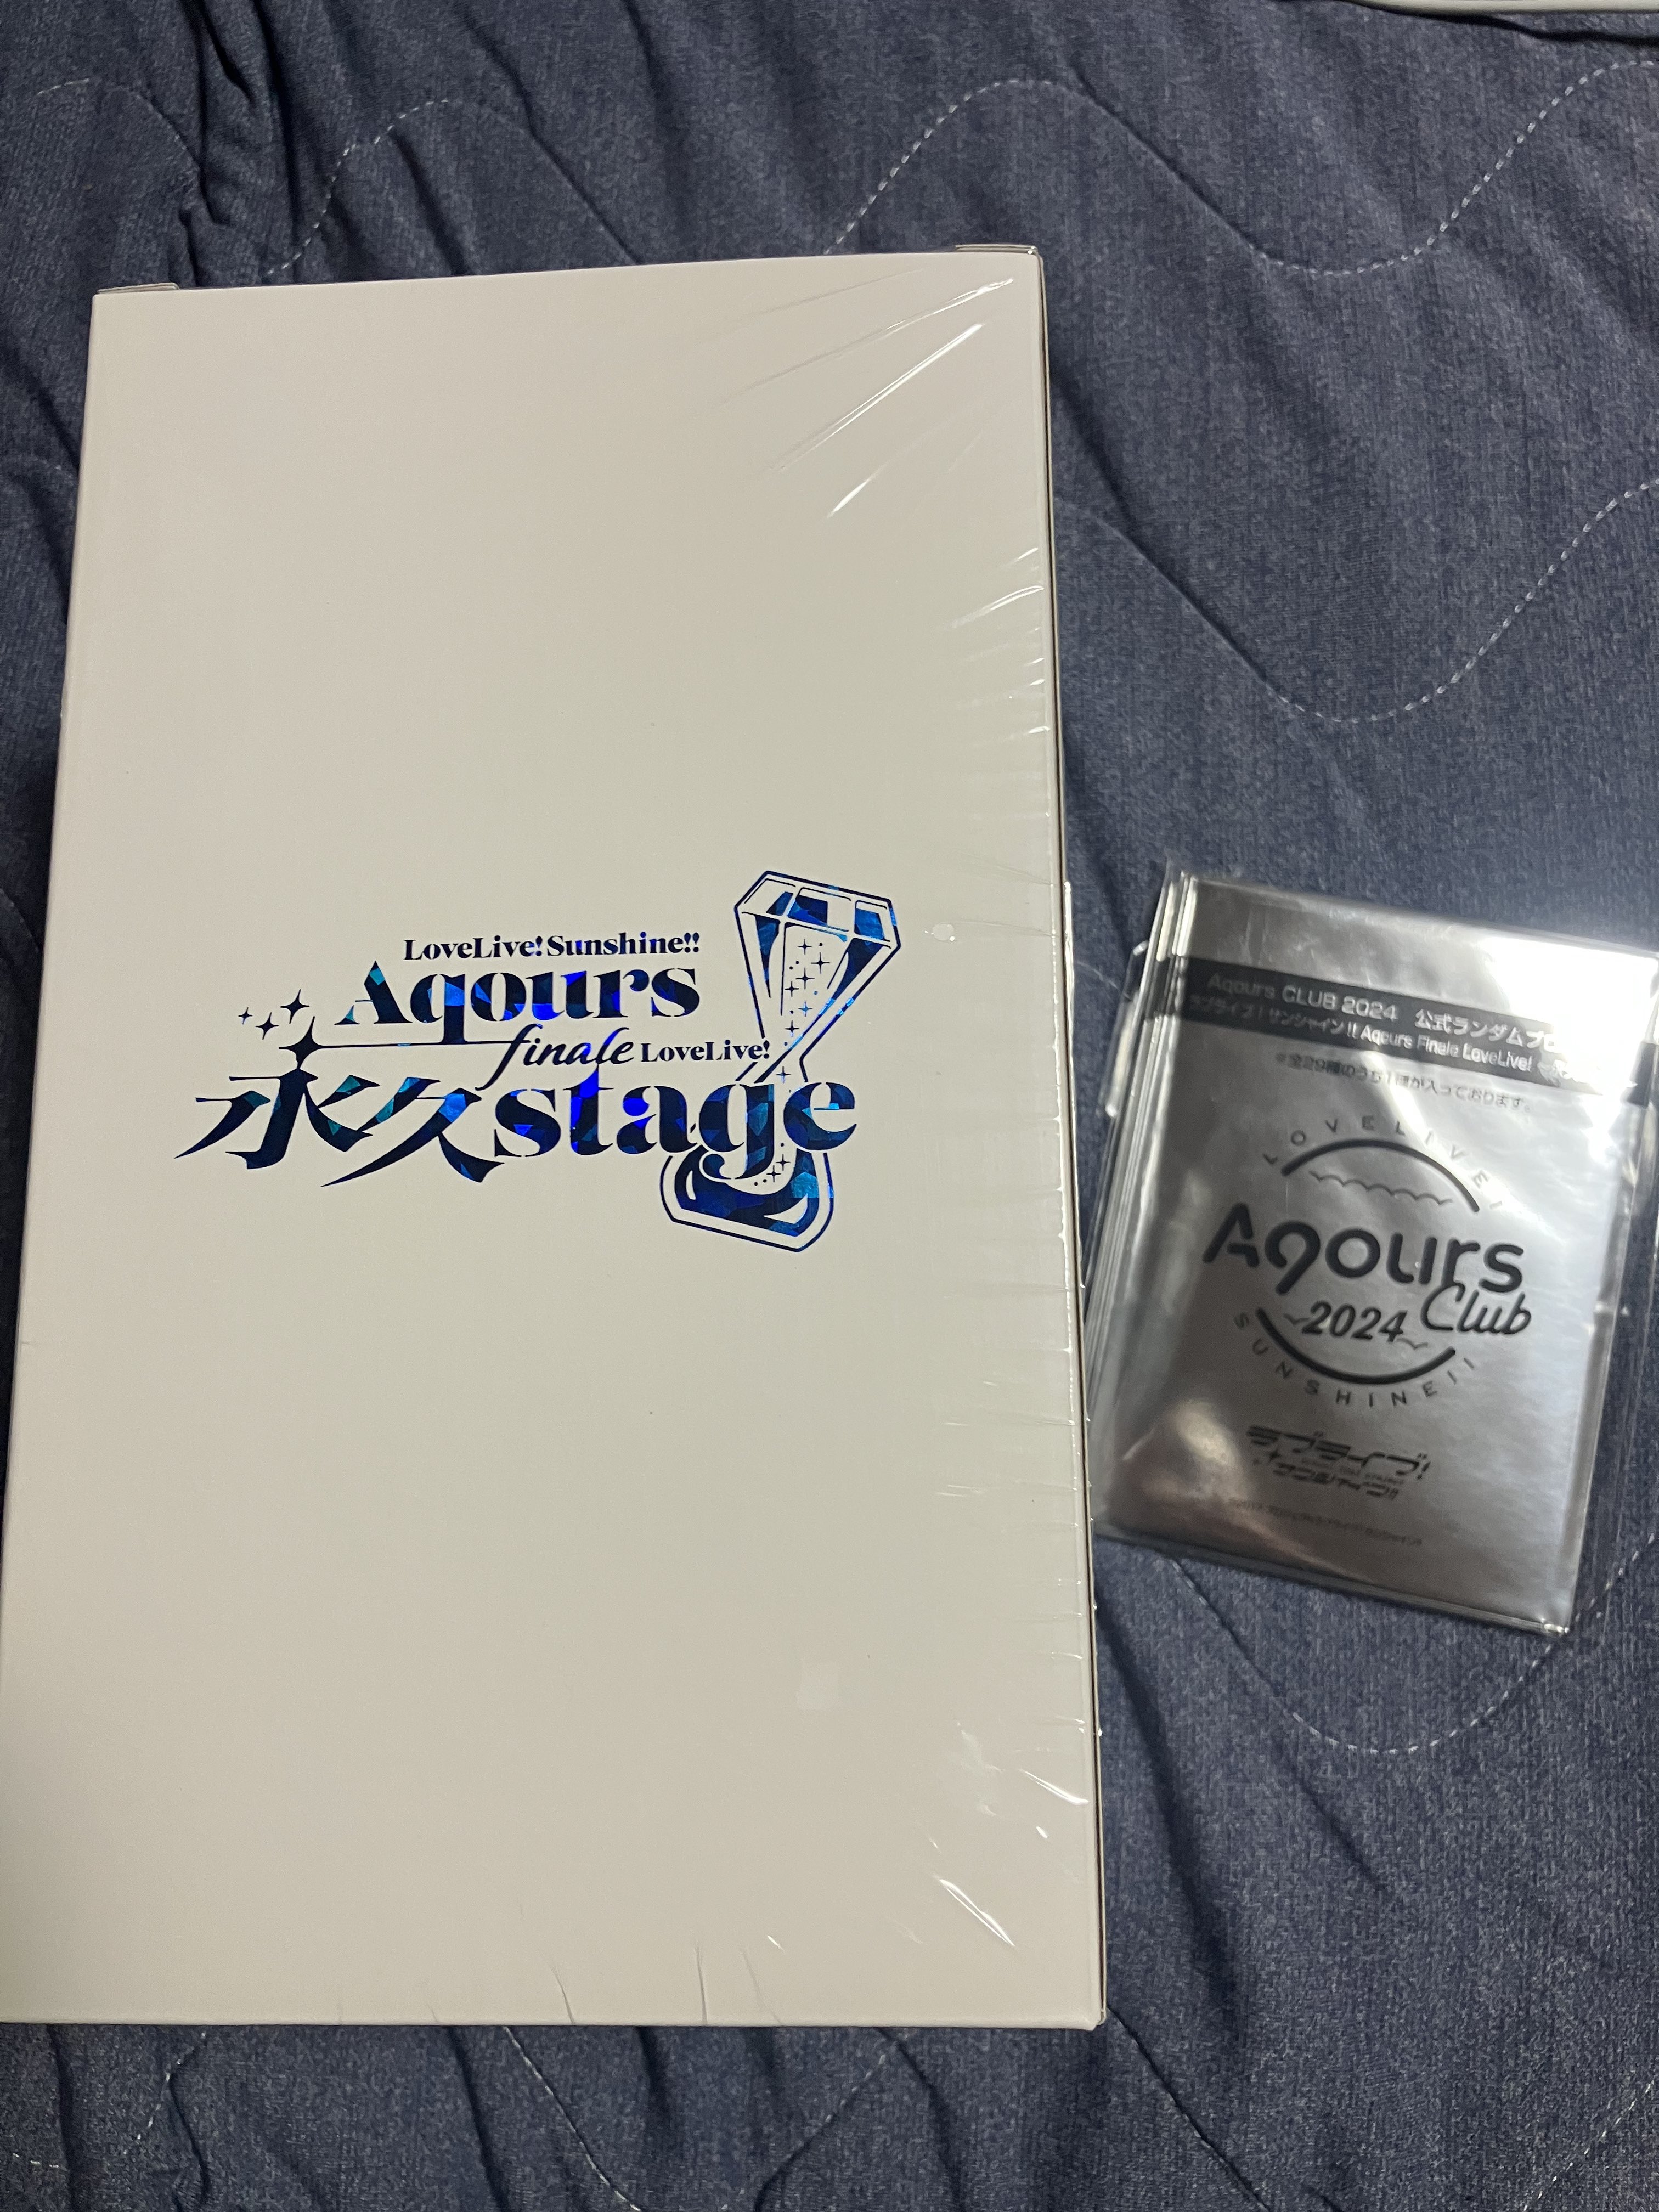 LoveLive! Sunshine!!
Aqours
finale LoveLive!
永久stage
Aqours CLUB 2024 公式ランダムブロ
ラブライブ！サンシャイン!! Aqours Finale LoveLive!
※全29種のうち1種が入っております。
LOVELIVE!
Aqours
2024 Club
SUNSHINE!!
ラブライブ!
サンシャイン!!